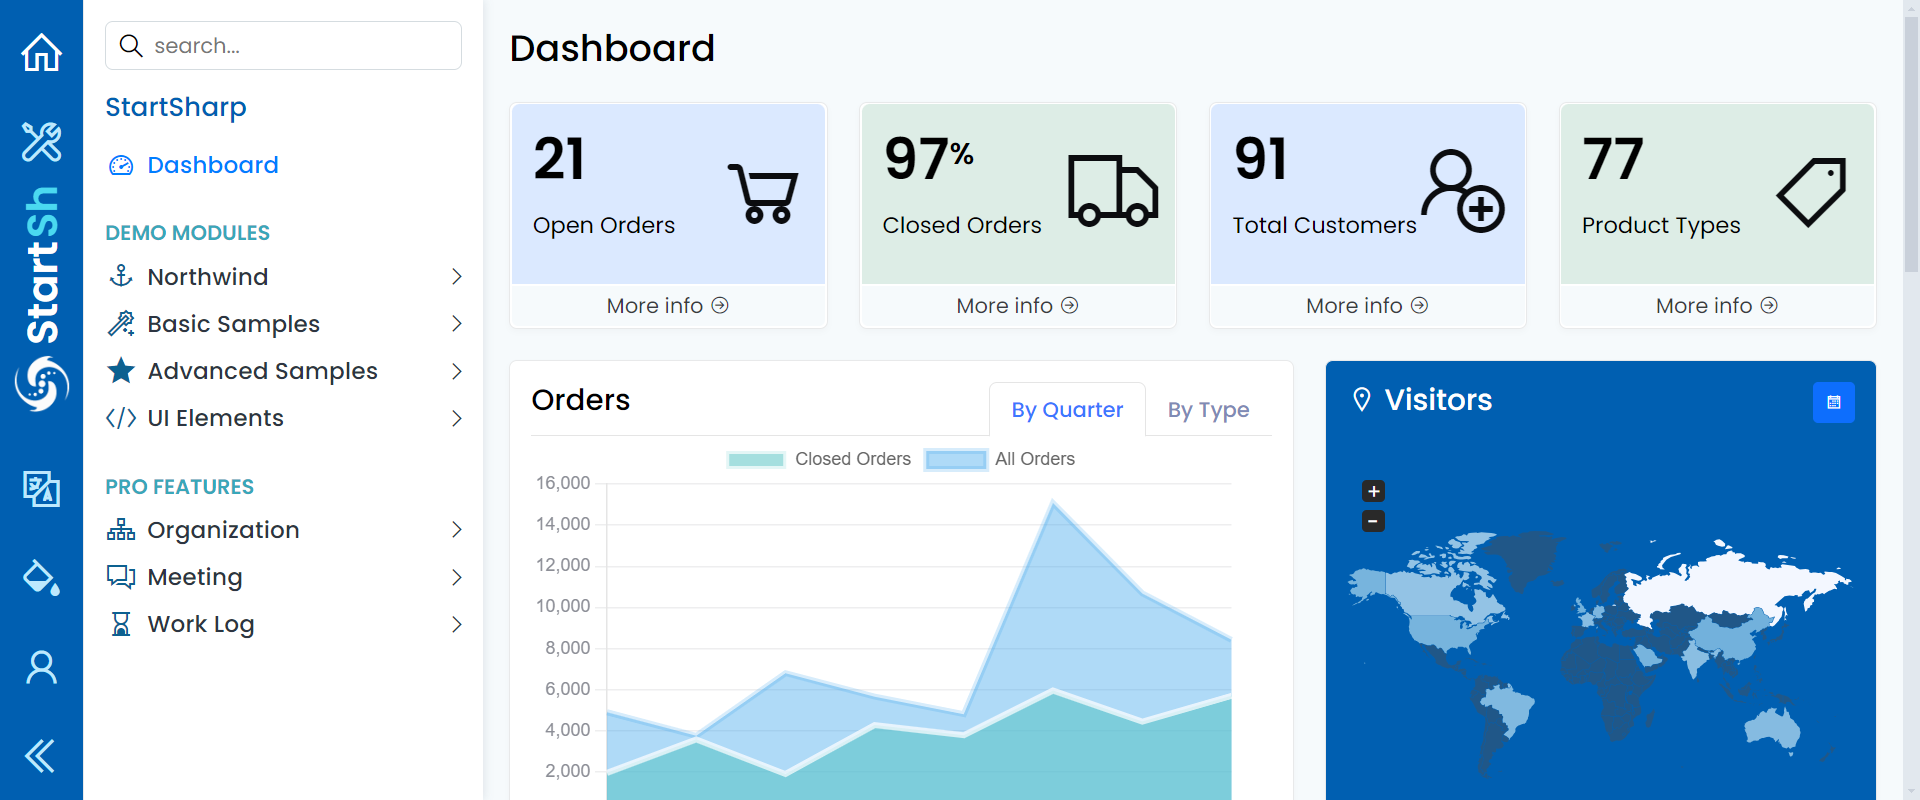 StartSh
search...
StartSharp
Dashboard
DEMO MODULES
Northwind
Basic Samples
Advanced Samples
UI Elements
PRO FEATURES
Organization
Meeting
Work Log
Dashboard
21
Open Orders
More info
97%
Closed Orders
More info
91
Total Customers
More info
77
Product Types
More info
Orders
By Quarter
By Type
Closed Orders
All Orders
16,000
14,000
12,000
10,000
8,000
6,000
4,000
2,000
Visitors
+
−